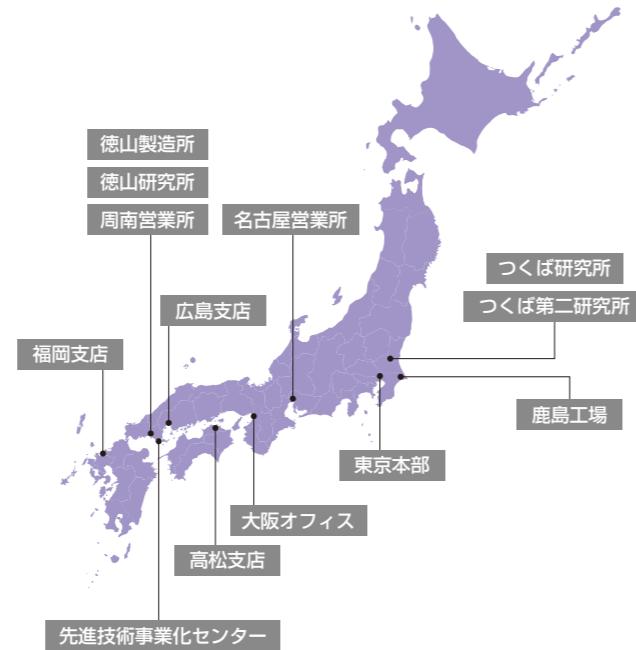 徳山製造所
徳山研究所
周南営業所
名古屋営業所
つくば研究所
つくば第二研究所
広島支店
福岡支店
鹿島工場
東京本部
大阪オフィス
高松支店
先進技術事業化センター